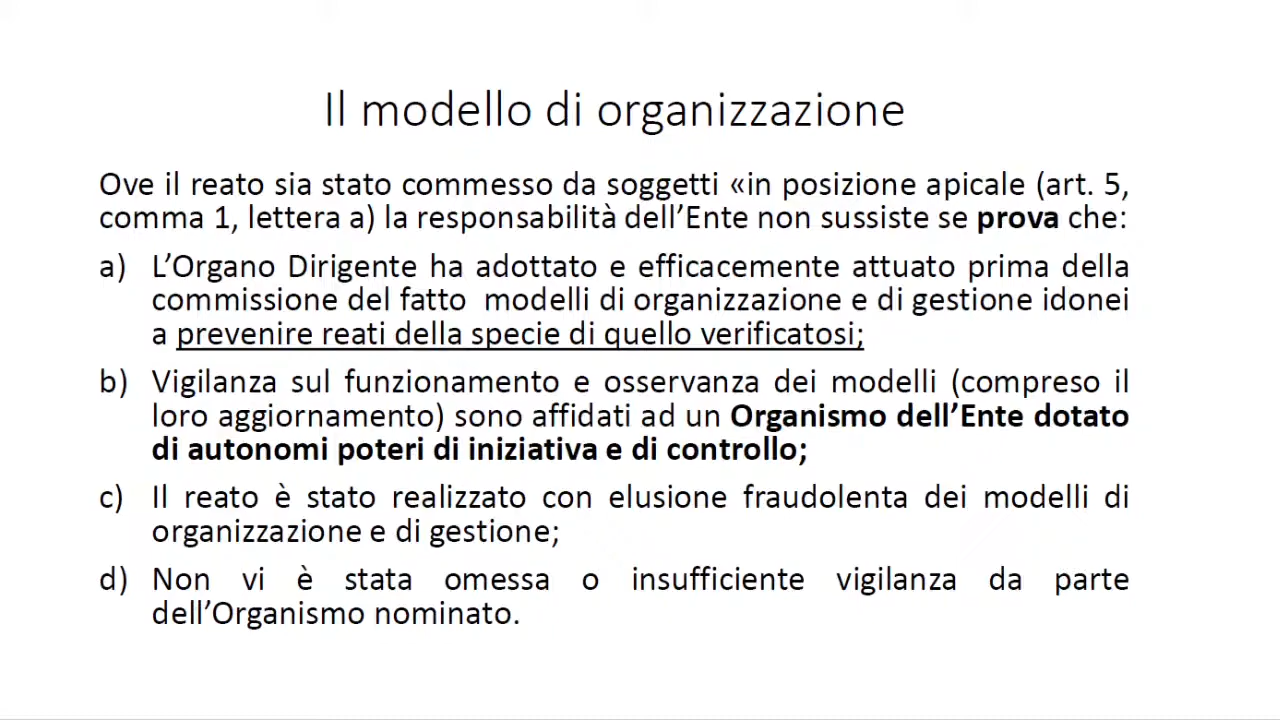 Il modello di organizzazione
Ove il reato sia stato commesso da soggetti «in posizione apicale (art. 5,
comma 1, lettera a) la responsabilità dell’Ente non sussiste se prova che:
a) L’Organo Dirigente ha adottato e efficacemente attuato prima della
commissione del fatto modelli di organizzazione e di gestione idonei
a prevenire reati della specie di quello verificatosi;
b) Vigilanza sul funzionamento e osservanza dei modelli (compreso il
loro aggiornamento) sono affidati ad un Organismo dell’Ente dotato
di autonomi poteri di iniziativa e di controllo;
c) Il reato è stato realizzato con elusione fraudolenta dei modelli di
organizzazione e di gestione;
d) Non vi è stata omessa o insufficiente vigilanza da parte
dell’Organismo nominato.